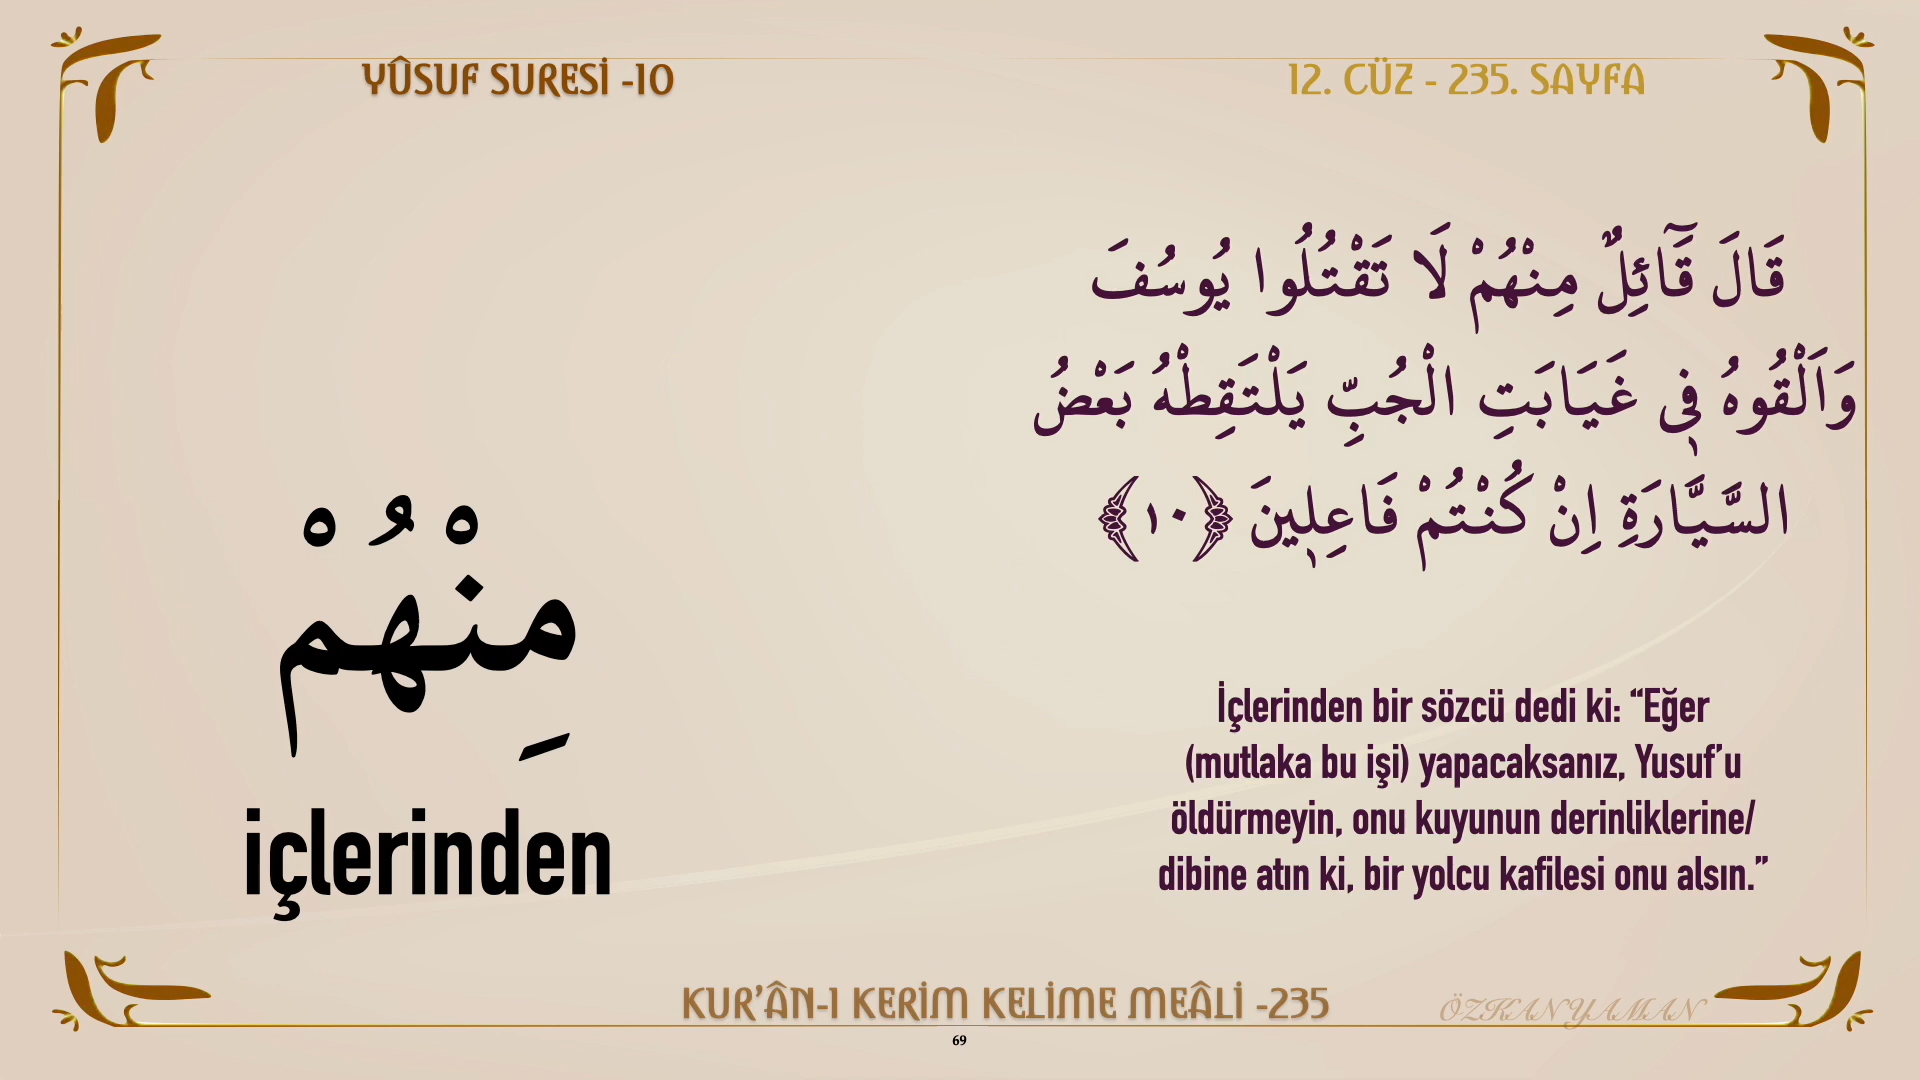 YÛSUF SURESİ -10
12. CÜZ - 235. SAYFA
قَالَ قَٓائِلٌ مِنْهُمْ لَا تَقْتُلُوا يُوسُفَ
وَاَلْقُوهُ ف۪ي غَيَابَتِ الْجُبِّ يَلْتَقِطْهُ بَعْضُ
السَّيَّارَةِ اِنْ كُنْتُمْ فَاعِل۪ينَ ﴿١٠﴾
مِنْهُمْ
içlerinden
İçlerinden bir sözcü dedi ki: “Eğer
(mutlaka bu işi) yapacaksanız, Yusuf’u
öldürmeyin, onu kuyunun derinliklerine/
dibine atın ki, bir yolcu kafilesi onu alsın.”
KUR’ÂN-I KERİM KELİME MEÂLİ -235
ÖZKAN YAMAN
69